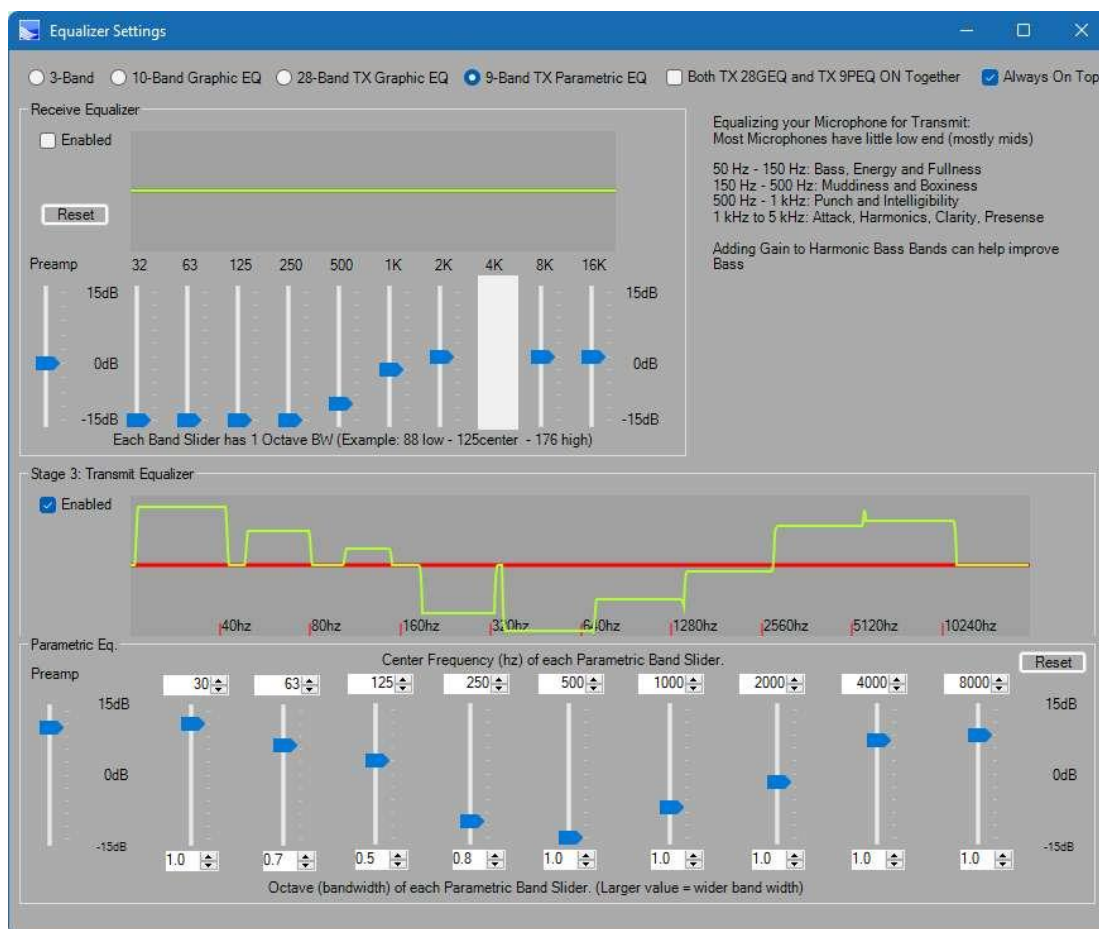 Equalizer Settings
3-Band 10-Band Graphic EQ 28-Band TX Graphic EQ 9-Band TX Parametric EQ Both TX 28GEQ and TX 9PEQ ON Together Always On Top
Receive Equalizer
Enabled
Reset
Equalizing your Microphone for Transmit:
Most Microphones have little low end (mostly mids)
50 Hz - 150 Hz: Bass, Energy and Fullness
150 Hz - 500 Hz: Muddiness and Boxiness
500 Hz - 1 kHz: Punch and Intelligibility
1 kHz to 5 kHz: Attack, Harmonics, Clarity, Presense
Adding Gain to Harmonic Bass Bands can help improve
Bass
Preamp 32 63 125 250 500 1K 2K 4K 8K 16K
15dB 15dB
0dB 0dB
-15dB -15dB
Each Band Slider has 1 Octave BW (Example: 88 low - 125center - 176 high)
Stage 3: Transmit Equalizer
Enabled
40hz 80hz 160hz 320hz 640hz 1280hz 2560hz 5120hz 10240hz
Parametric Eq.
Center Frequency (hz) of each Parametric Band Slider.
Reset
Preamp 30 63 125 250 500 1000 2000 4000 8000
15dB 15dB
0dB 0dB
-15dB -15dB
1.0 0.7 0.5 0.8 1.0 1.0 1.0 1.0 1.0
Octave (bandwidth) of each Parametric Band Slider. (Larger value = wider band width)